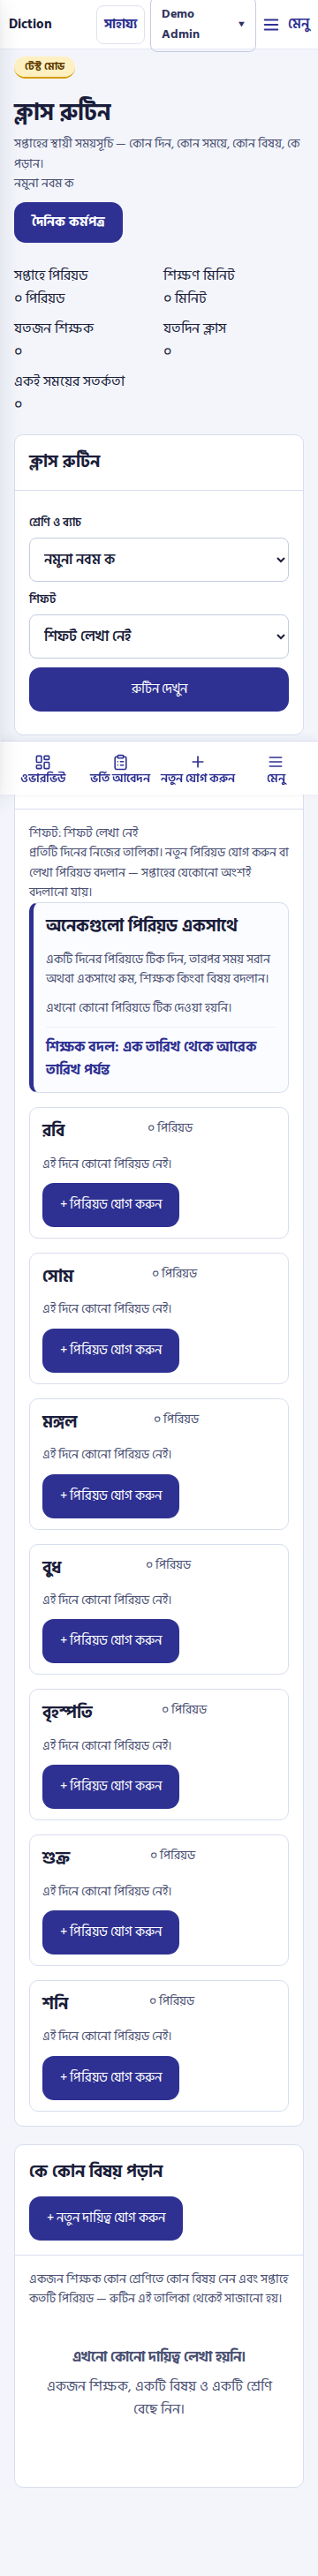 Diction
সাহায্য
Demo Admin
মেনু
টেস্ট মোড
ক্লাস রুটিন
সপ্তাহের স্থায়ী সময়সূচি — কোন দিন, কোন সময়ে, কোন বিষয়, কে
পড়ান।
নমুনা নবম ক
দৈনিক কর্মপত্র
সপ্তাহে পিরিয়ড
০ পিরিয়ড
শিক্ষণ মিনিট
০ মিনিট
যতজন শিক্ষক
০
যতদিন ক্লাস
০
একই সময়ের সতর্কতা
০
ক্লাস রুটিন
শ্রেণি ও ব্যাচ
নমুনা নবম ক
শিফট
শিফট লেখা নেই
রুটিন দেখুন
ওভারভিউ
ভর্তি আবেদন
নতুন যোগ করুন
মেনু
শিফট: শিফট লেখা নেই
প্রতিটি দিনের নিজের তালিকা। নতুন পিরিয়ড যোগ করুন বা
লেখা পিরিয়ড বদলান — সপ্তাহের যেকোনো অংশই
বদলানো যায়।
অনেকগুলো পিরিয়ড একসাথে
একটি দিনের পিরিয়ডে টিক দিন, তারপর সময় সরান
অথবা একসাথে রুম, শিক্ষক কিংবা বিষয় বদলান।
এখনো কোনো পিরিয়ডে টিক দেওয়া হয়নি।
শিক্ষক বদল: এক তারিখ থেকে আরেক
তারিখ পর্যন্ত
রবি
০ পিরিয়ড
এই দিনে কোনো পিরিয়ড নেই।
+ পিরিয়ড যোগ করুন
সোম
০ পিরিয়ড
এই দিনে কোনো পিরিয়ড নেই।
+ পিরিয়ড যোগ করুন
মঙ্গল
০ পিরিয়ড
এই দিনে কোনো পিরিয়ড নেই।
+ পিরিয়ড যোগ করুন
বুধ
০ পিরিয়ড
এই দিনে কোনো পিরিয়ড নেই।
+ পিরিয়ড যোগ করুন
বৃহস্পতি
০ পিরিয়ড
এই দিনে কোনো পিরিয়ড নেই।
+ পিরিয়ড যোগ করুন
শুক্র
০ পিরিয়ড
এই দিনে কোনো পিরিয়ড নেই।
+ পিরিয়ড যোগ করুন
শনি
০ পিরিয়ড
এই দিনে কোনো পিরিয়ড নেই।
+ পিরিয়ড যোগ করুন
কে কোন বিষয় পড়ান
+ নতুন দায়িত্ব যোগ করুন
একজন শিক্ষক কোন শ্রেণিতে কোন বিষয় নেন এবং সপ্তাহে
কতটি পিরিয়ড — রুটিন এই তালিকা থেকেই সাজানো হয়।
এখনো কোনো দায়িত্ব লেখা হয়নি।
একজন শিক্ষক, একটি বিষয় ও একটি শ্রেণি
বেছে নিন।